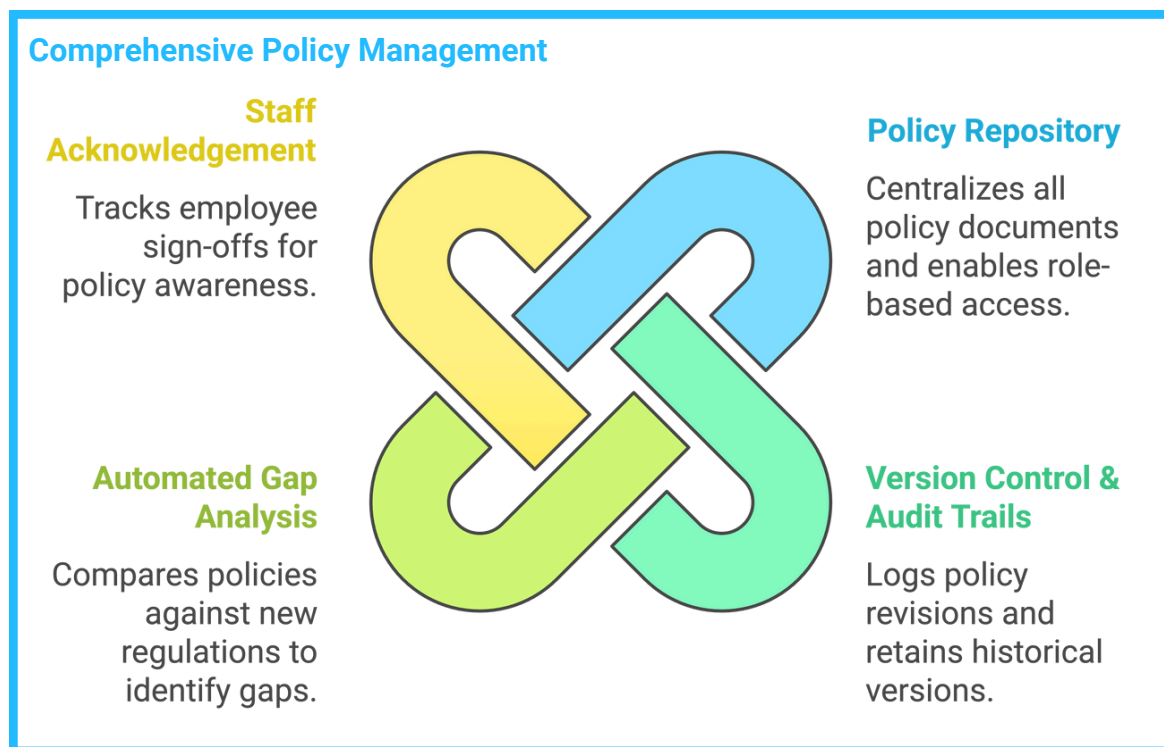 Comprehensive Policy Management
Staff
Acknowledgement
Tracks employee
sign-offs for
policy awareness.
Policy Repository
Centralizes all
policy documents
and enables role-
based access.
Automated Gap
Analysis
Compares policies
against new
regulations to
identify gaps.
Version Control &
Audit Trails
Logs policy
revisions and
retains historical
versions.